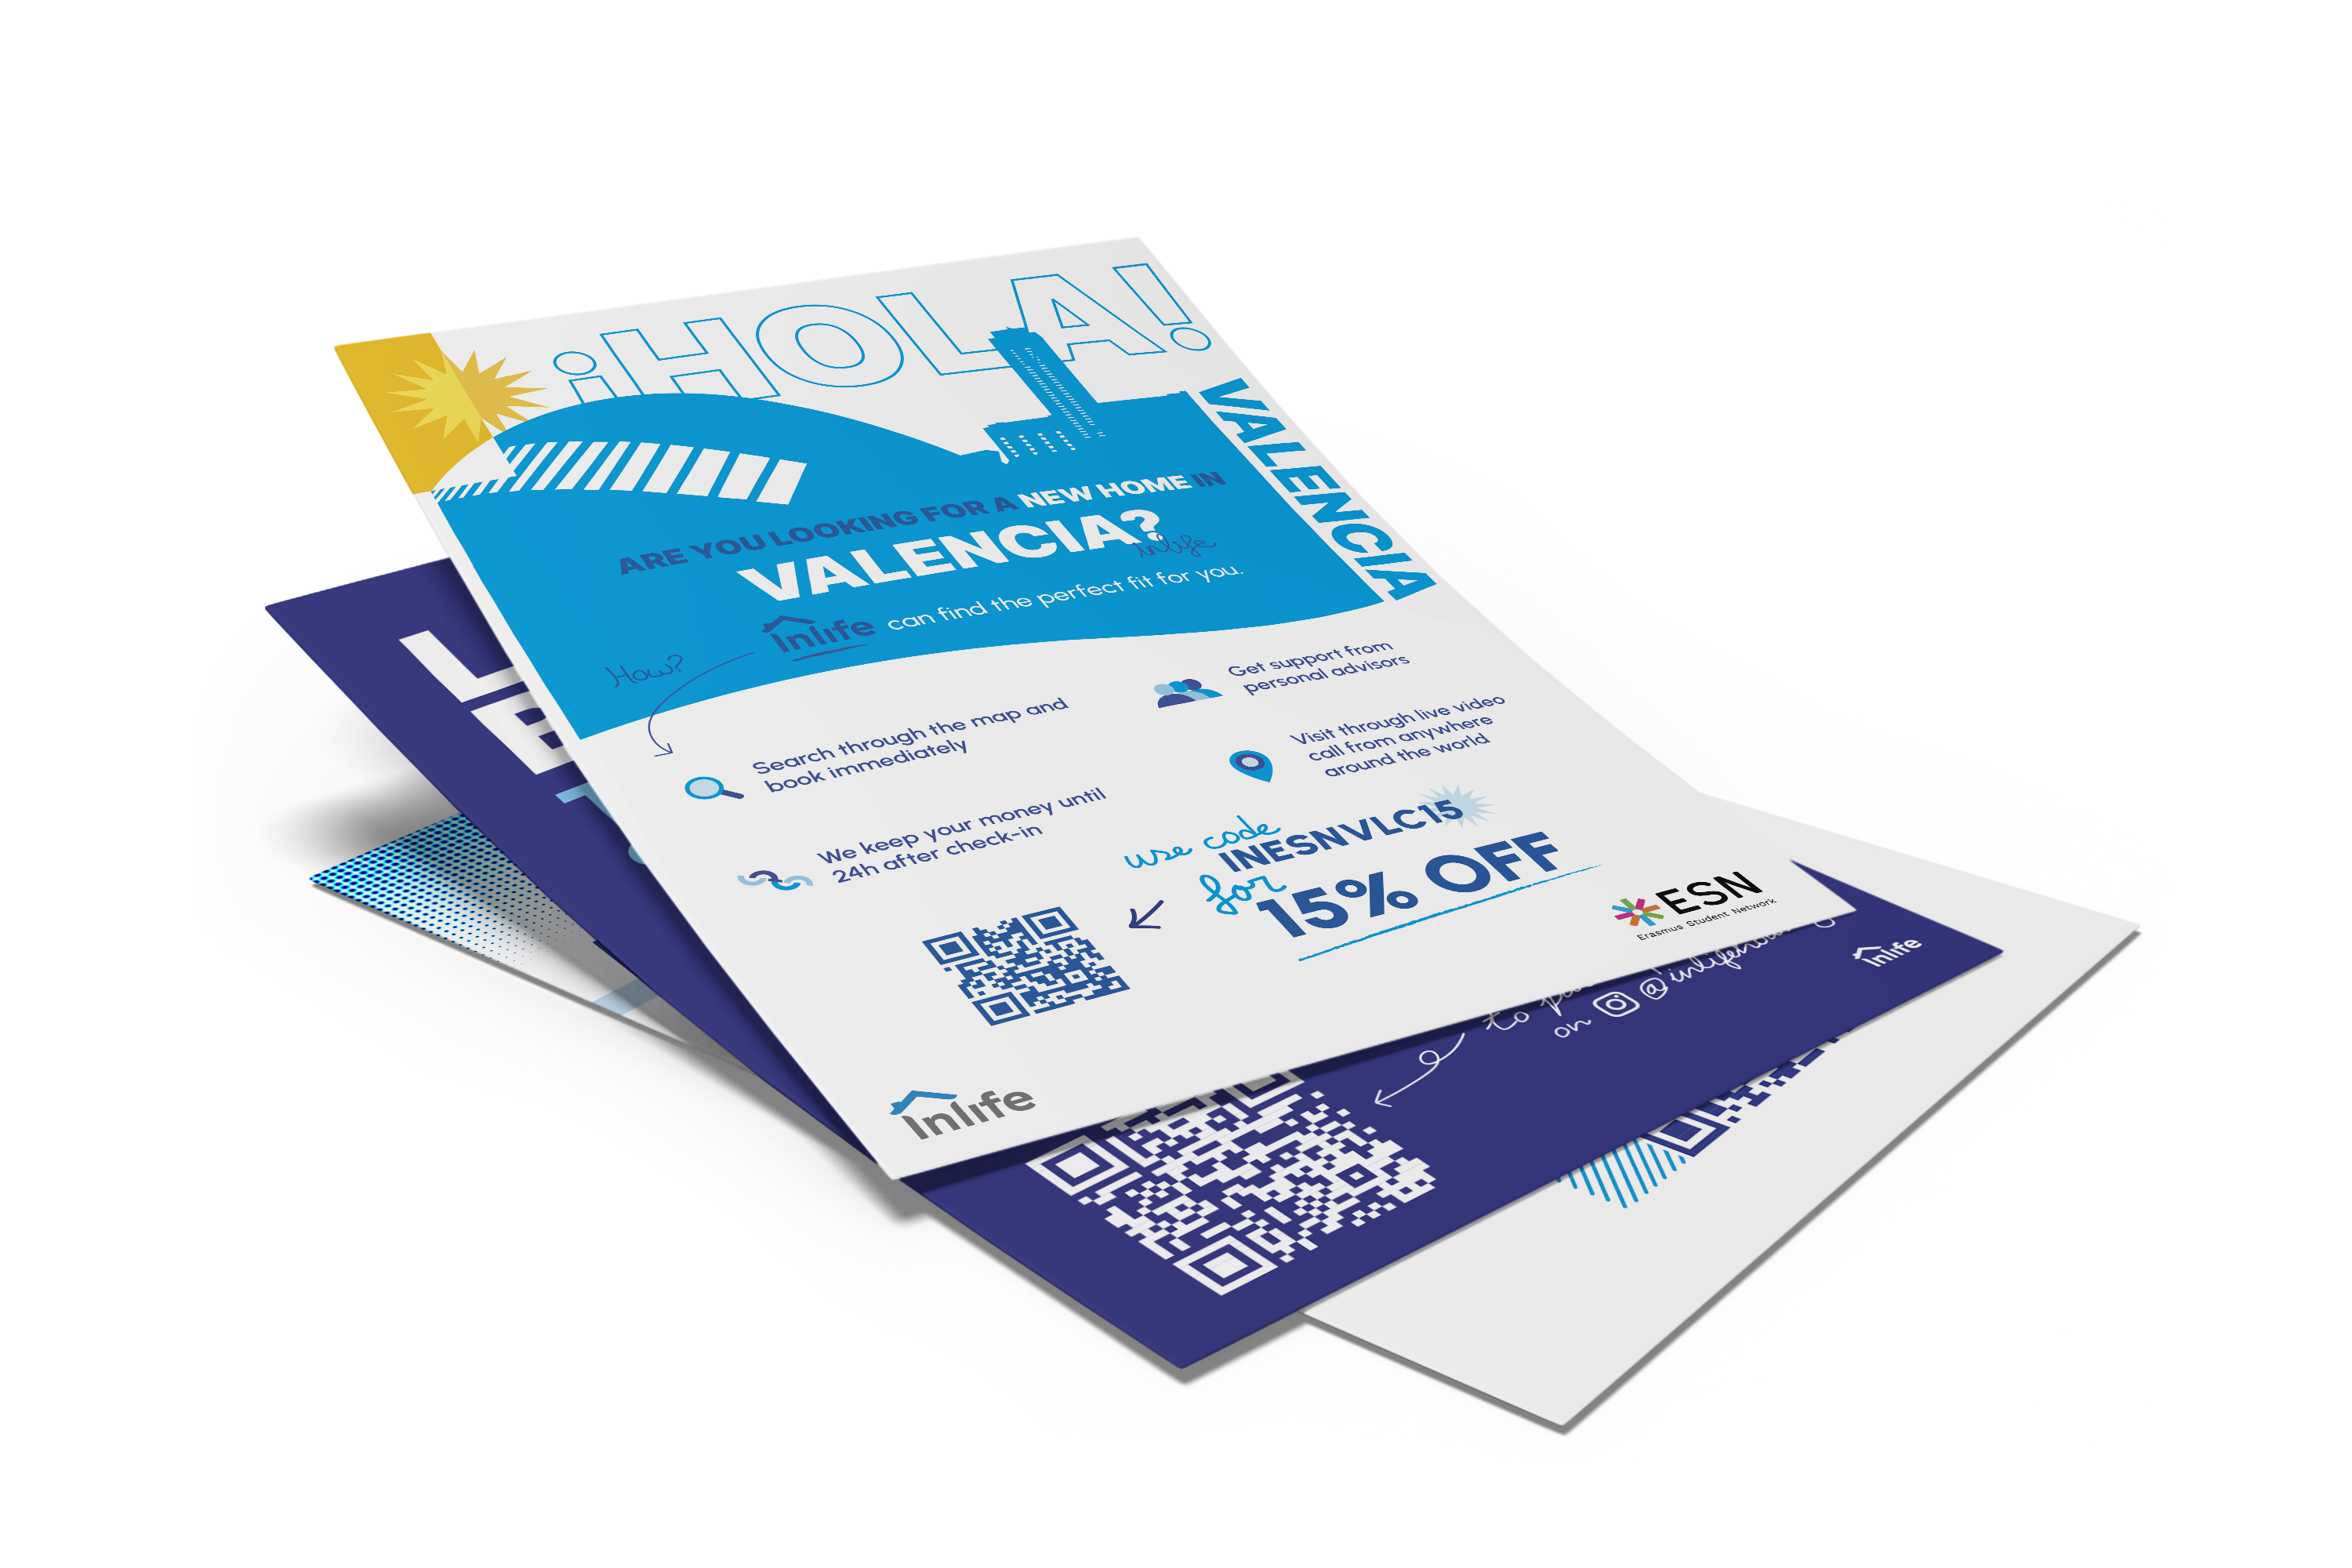 ¡HOLA!
VALENCIA
ARE YOU LOOKING FOR A NEW HOME IN
VALENCIA?
inlife
Inlife can find the perfect fit for you.
How?
Search through the map and
book immediately
We keep your money until
24h after check-in
Get support from
personal advisors
Visit through live video
call from anywhere
around the world
use code
INESNVLC15
for
15% OFF
ESN
Erasmus Student Network
Inlife
to
on
Inlife